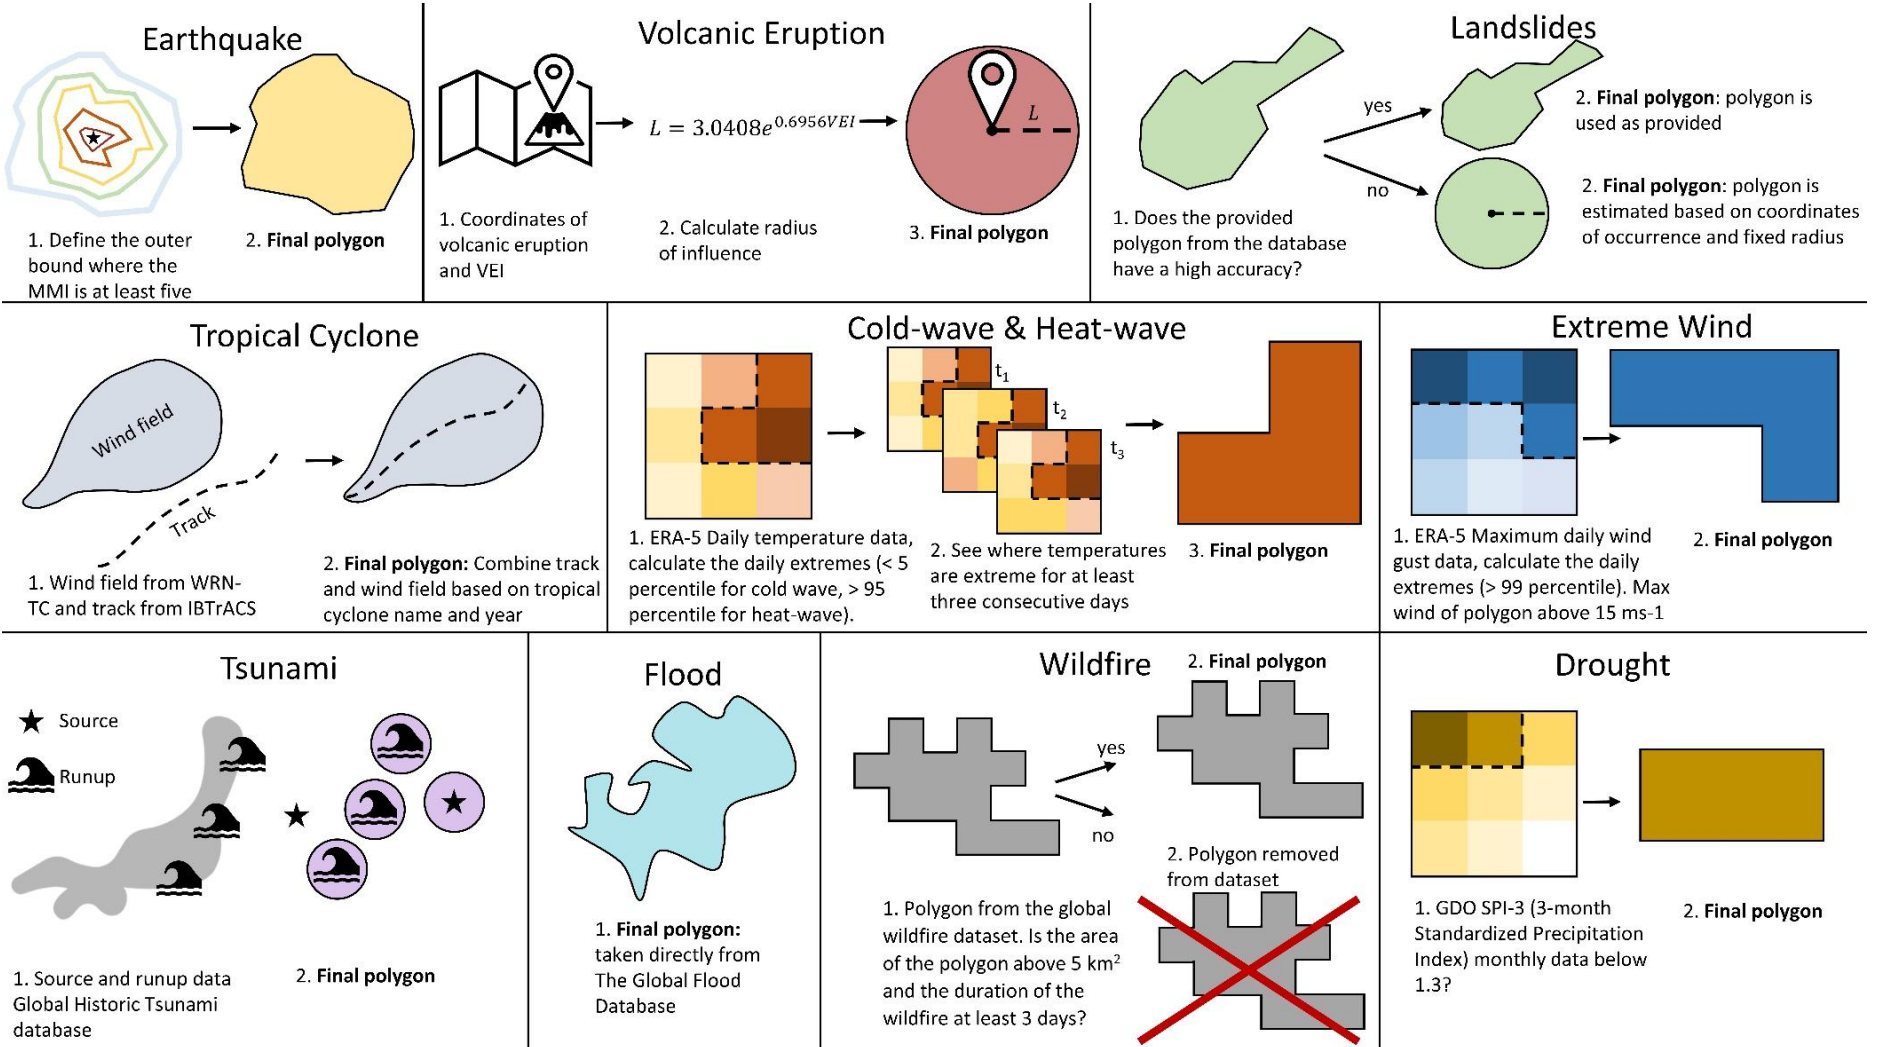 Earthquake
1. Define the outer
bound where the
MMI is at least five
2. Final polygon
Volcanic Eruption
1. Coordinates of
volcanic eruption
and VEI
L = 3.0408e^0.6956VEI
2. Calculate radius
of influence
L
3. Final polygon
Landslides
1. Does the provided
polygon from the database
have a high accuracy?
yes
no
2. Final polygon: polygon is
used as provided
2. Final polygon: polygon is
estimated based on coordinates
of occurrence and fixed radius
Tropical Cyclone
Wind field
Track
1. Wind field from WRN-
TC and track from IBTrACS
2. Final polygon: Combine track
and wind field based on tropical
cyclone name and year
Cold-wave & Heat-wave
1. ERA-5 Daily temperature data,
calculate the daily extremes (< 5
percentile for cold wave, > 95
percentile for heat-wave).
t1
t2
t3
2. See where temperatures
are extreme for at least
three consecutive days
3. Final polygon
Extreme Wind
1. ERA-5 Maximum daily wind
gust data, calculate the daily
extremes (> 99 percentile). Max
wind of polygon above 15 ms-1
2. Final polygon
Tsunami
Source
Runup
1. Source and runup data
Global Historic Tsunami
database
2. Final polygon
Flood
1. Final polygon:
taken directly from
The Global Flood
Database
Wildfire
1. Polygon from the global
wildfire dataset. Is the area
of the polygon above 5 km²
and the duration of the
wildfire at least 3 days?
yes
no
2. Final polygon
2. Polygon removed
from dataset
Drought
1. GDO SPI-3 (3-month
Standardized Precipitation
Index) monthly data below
1.3?
2. Final polygon